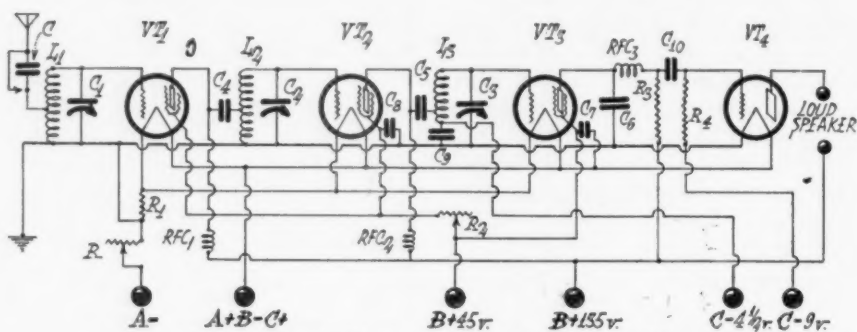 VT1 VT2 VT3 VT4
C L1 C1 C4 L2 C2 C8 C5 L3 C3 C9 C7 RFC3 C6 C10 R3 R4
LOUD
SPEAKER
R1 R2
R RFC1 RFC2
A- A+B-C+ B+45v. B+135v. C-4½v. C-9v.